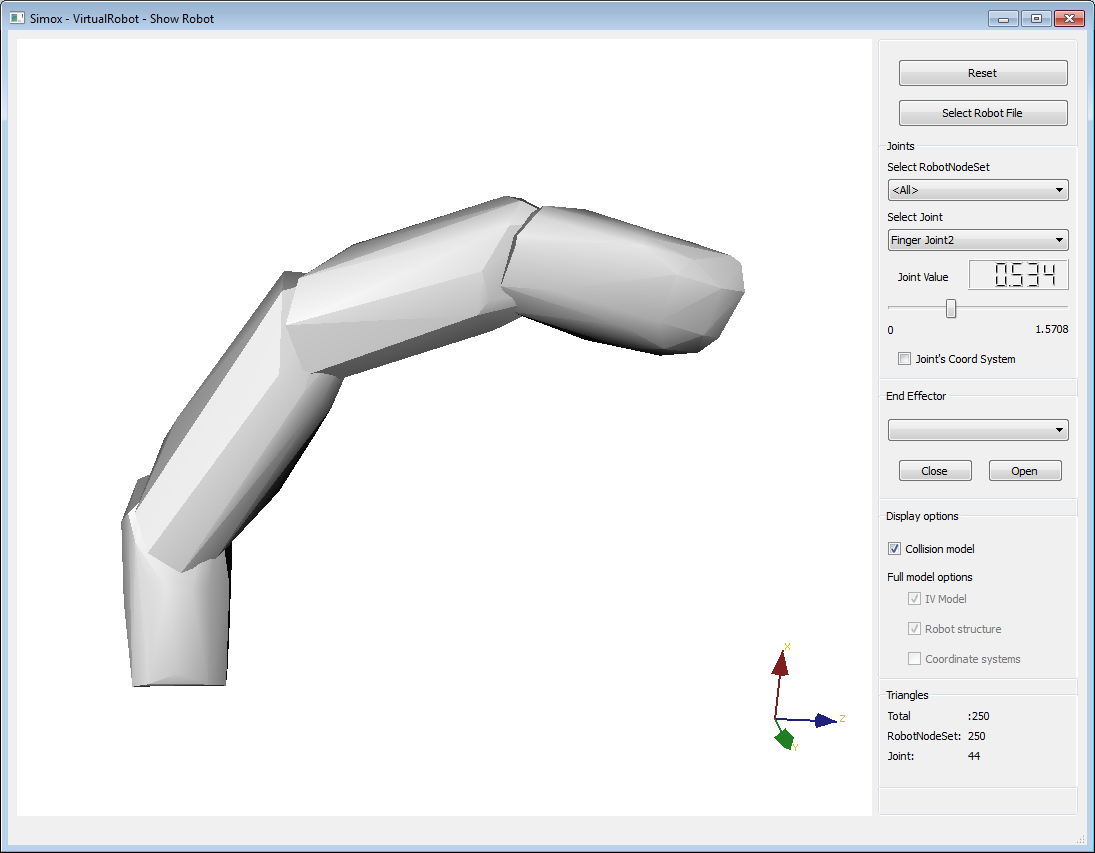 Simox - VirtualRobot - Show Robot
Reset
Select Robot File
Joints
Select RobotNodeSet
<All>
Select Joint
Finger Joint2
Joint Value 0.534
0 1.5708
Joint's Coord System
End Effector
Close Open
Display options
Collision model
Full model options
IV Model
Robot structure
Coordinate systems
Triangles
Total :250
RobotNodeSet: 250
Joint: 44
X
Z
Y